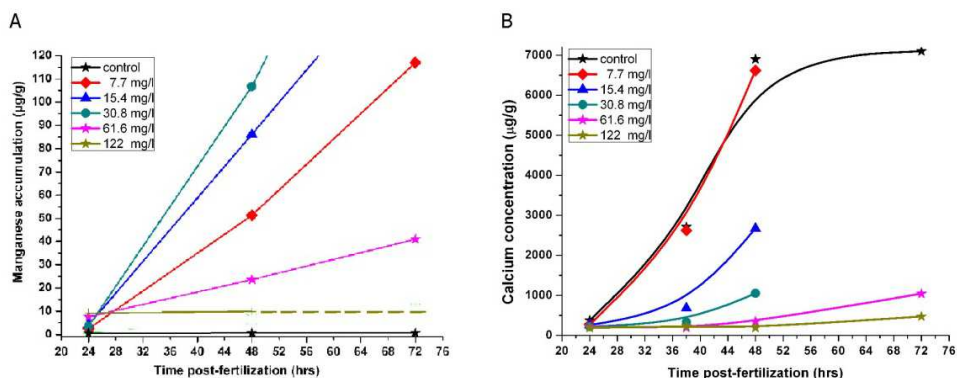 A
Manganese accumulation (µg/g)
120
110
100
90
80
70
60
50
40
30
20
10
0
control
7.7 mg/l
15.4 mg/l
30.8 mg/l
61.6 mg/l
122 mg/l
20 24 28 32 36 40 44 48 52 56 60 64 68 72 76
Time post-fertilization (hrs)
B
Calcium concentration (µg/g)
7000
6000
5000
4000
3000
2000
1000
0
control
7.7 mg/l
15.4 mg/l
30.8 mg/l
61.6 mg/l
122 mg/l
20 24 28 32 36 40 44 48 52 56 60 64 68 72 76
Time post-fertilization (hrs)